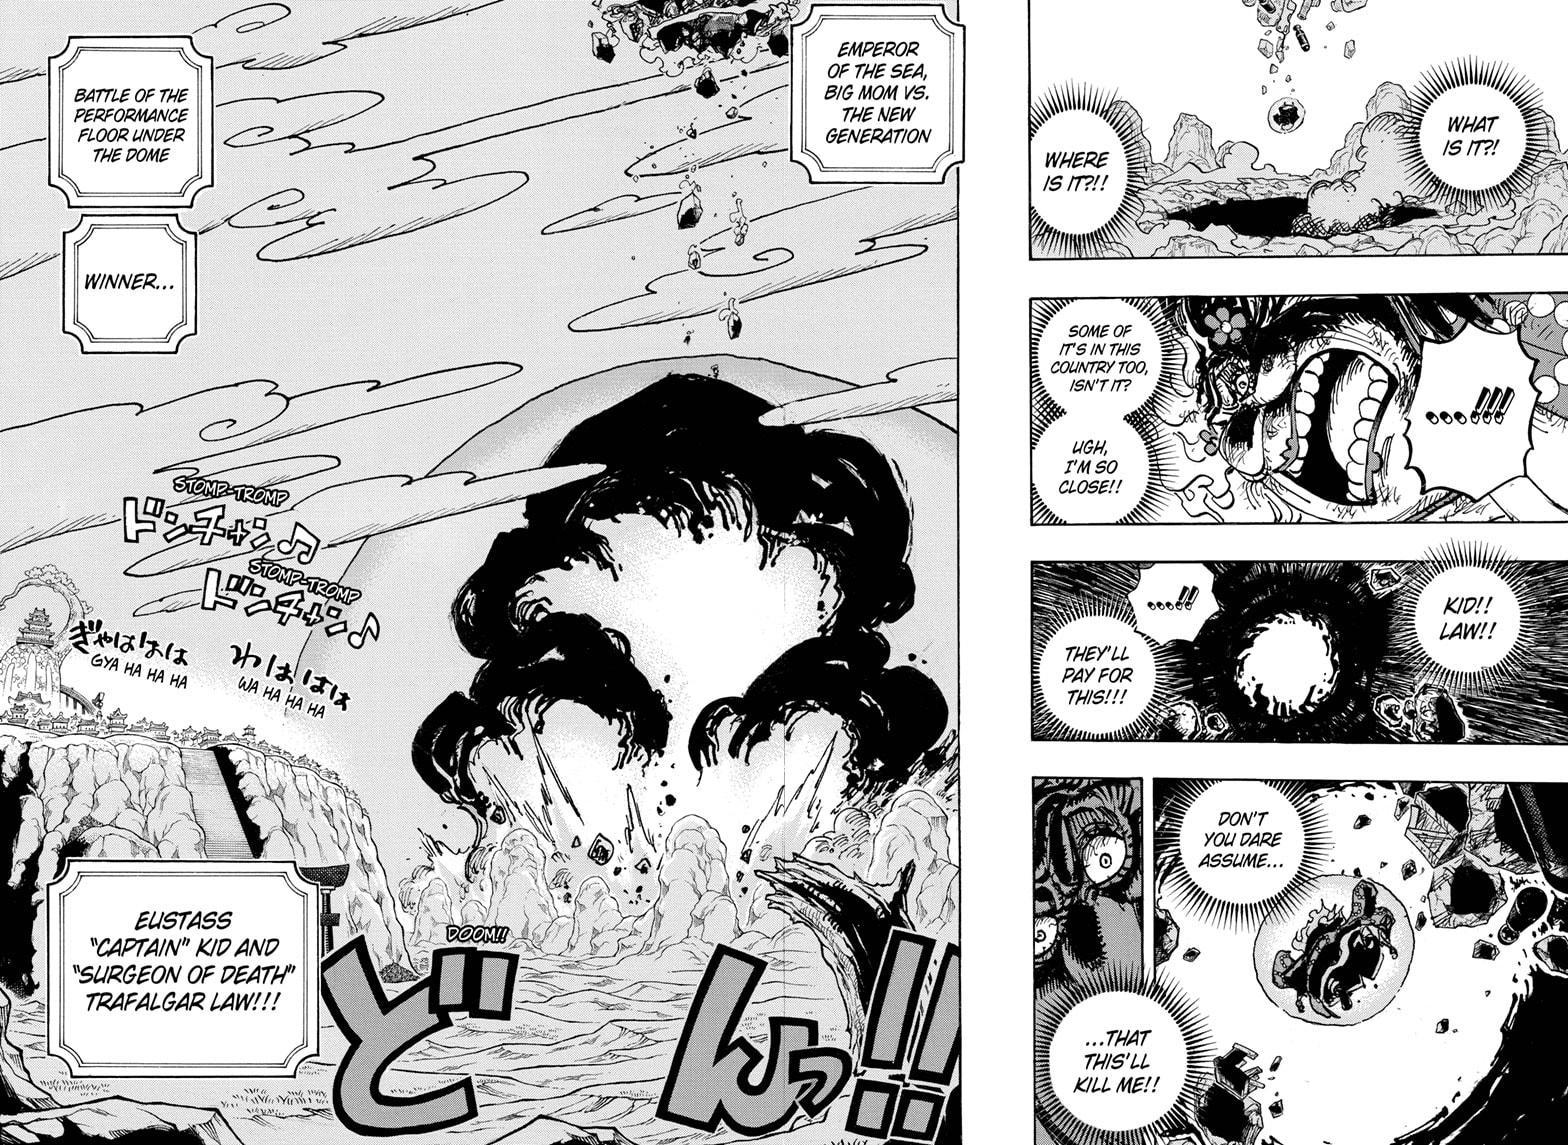 WHAT
IS IT?!
WHERE
IS IT?!!
...!!!
SOME OF
IT'S IN THIS
COUNTRY TOO,
ISN'T IT?
UGH,
I'M SO
CLOSE!!
KID!!
LAW!!
...!!
THEY'LL
PAY FOR
THIS!!!
DON'T
YOU DARE
ASSUME...
...THAT
THIS'LL
KILL ME!!
EMPEROR
OF THE SEA,
BIG MOM VS.
THE NEW
GENERATION
BATTLE OF THE
PERFORMANCE
FLOOR UNDER
THE DOME
WINNER...
STOMP-TROMP
ドンチャン♪
STOMP-TROMP
ドンチャン♪
ぎゃははは
GYA HA HA HA
わははは
WA HA HA HA
DOOM!!
どんっ!!
EUSTASS
"CAPTAIN" KID AND
"SURGEON OF DEATH"
TRAFALGAR LAW!!!